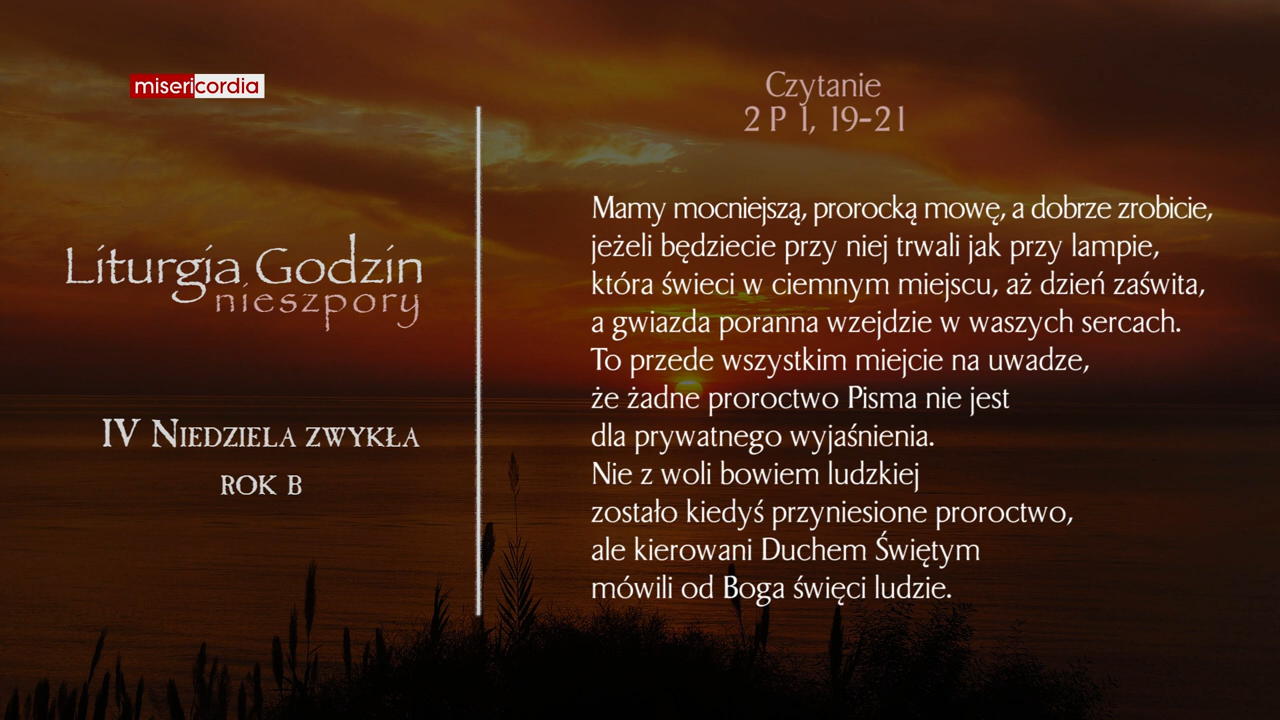 misericordia
Liturgia Godzin
nieszpory
IV Niedziela zwykła
rok B
Czytanie
2 P 1, 19-21
Mamy mocniejszą, prorocką mowę, a dobrze zrobicie,
jeżeli będziecie przy niej trwali jak przy lampie,
która świeci w ciemnym miejscu, aż dzień zaświta,
a gwiazda poranna wzejdzie w waszych sercach.
To przede wszystkim miejcie na uwadze,
że żadne proroctwo Pisma nie jest
dla prywatnego wyjaśnienia.
Nie z woli bowiem ludzkiej
zostało kiedyś przyniesione proroctwo,
ale kierowani Duchem Świętym
mówili od Boga święci ludzie.